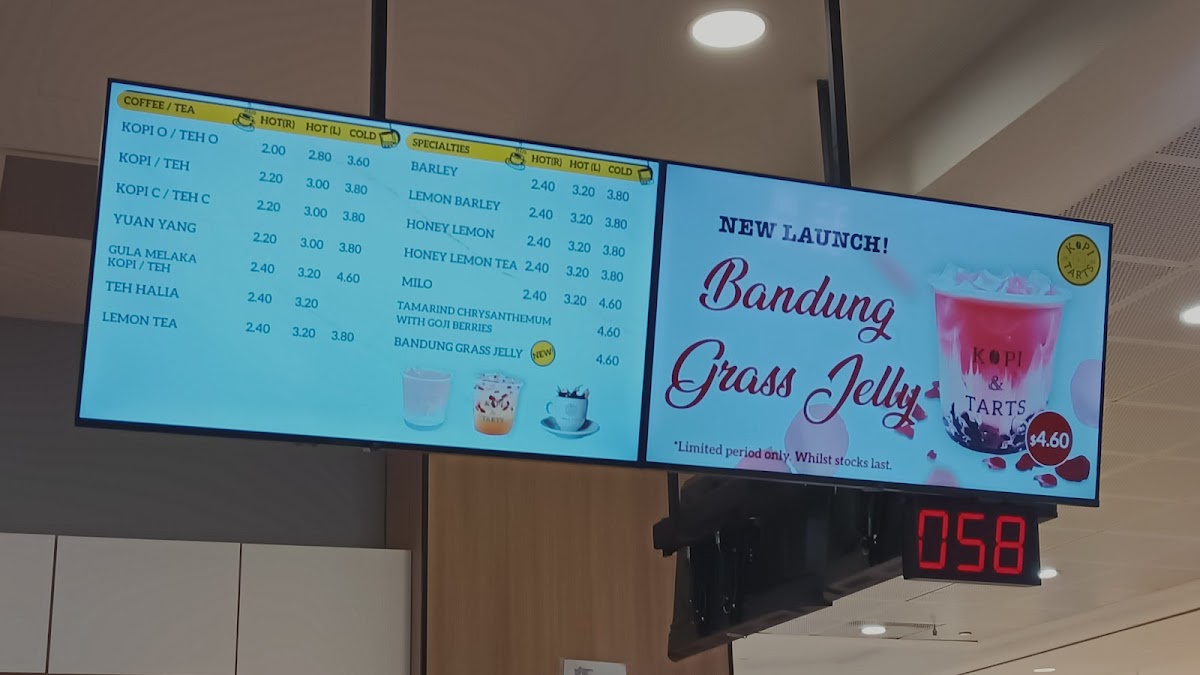 COFFEE / TEA HOT(R) HOT (L) COLD
KOPI O / TEH O 2.00 2.80 3.60
KOPI / TEH 2.20 3.00 3.80
KOPI C / TEH C 2.20 3.00 3.80
YUAN YANG 2.20 3.00 3.80
GULA MELAKA
KOPI / TEH 2.40 3.20 4.60
TEH HALIA 2.40 3.20
LEMON TEA 2.40 3.20 3.80
SPECIALTIES HOT(R) HOT (L) COLD
BARLEY 2.40 3.20 3.80
LEMON BARLEY 2.40 3.20 3.80
HONEY LEMON 2.40 3.20 3.80
HONEY LEMON TEA 2.40 3.20 3.80
MILO 2.40 3.20 4.60
TAMARIND CHRYSANTHEMUM
WITH GOJI BERRIES 4.60
BANDUNG GRASS JELLY NEW 4.60
TARTS
NEW LAUNCH!
Bandung
Grass Jelly
*Limited period only. Whilst stocks last.
KOPI
TARTS
KOPI
&
TARTS
$4.60
058